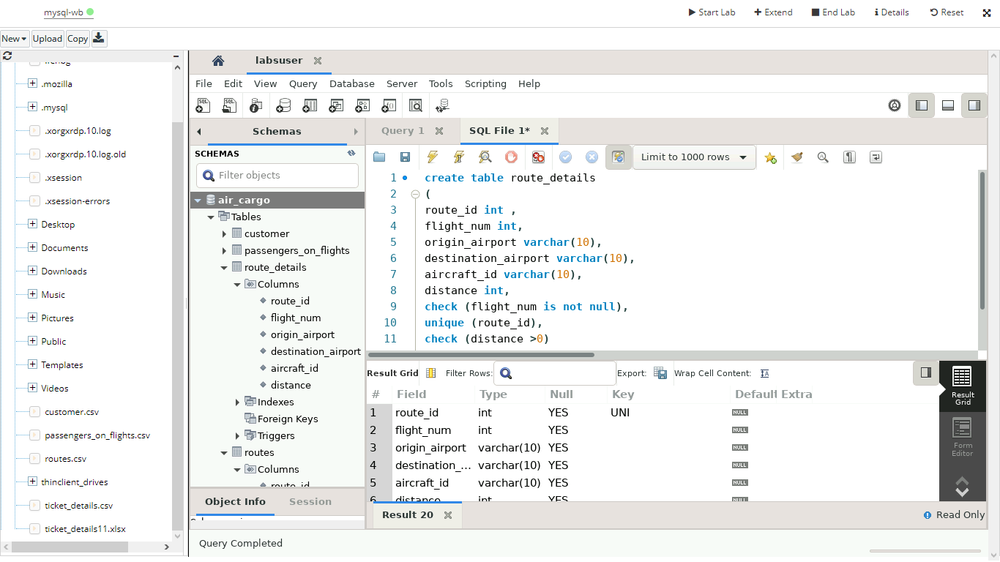 mysql-wb
Start Lab
Extend
End Lab
Details
Reset
New
Upload
Copy
.mozilla
.mysql
.xorgxrdp.10.log
.xorgxrdp.10.log.old
.xsession
.xsession-errors
Desktop
Documents
Downloads
Music
Pictures
Public
Templates
Videos
customer.csv
passengers_on_flights.csv
routes.csv
thinclient_drives
ticket_details.csv
ticket_details11.xlsx
labsuser
File Edit View Query Database Server Tools Scripting Help
Schemas
SCHEMAS
Filter objects
air_cargo
Tables
customer
passengers_on_flights
route_details
Columns
route_id
flight_num
origin_airport
destination_airport
aircraft_id
distance
Indexes
Foreign Keys
Triggers
routes
Columns
route_id
Object Info Session
Query 1
SQL File 1*
Limit to 1000 rows
1 create table route_details
2 (
3 route_id int ,
4 flight_num int,
5 origin_airport varchar(10),
6 destination_airport varchar(10),
7 aircraft_id varchar(10),
8 distance int,
9 check (flight_num is not null),
10 unique (route_id),
11 check (distance >0)
Result Grid Filter Rows: Export: Wrap Cell Content:
# Field Type Null Key Default Extra
1 route_id int YES UNI NULL
2 flight_num int YES NULL
3 origin_airport varchar(10) YES NULL
4 destination_... varchar(10) YES NULL
5 aircraft_id varchar(10) YES NULL
6 distance int YES NULL
Result Grid
Form Editor
Result 20
Read Only
Query Completed